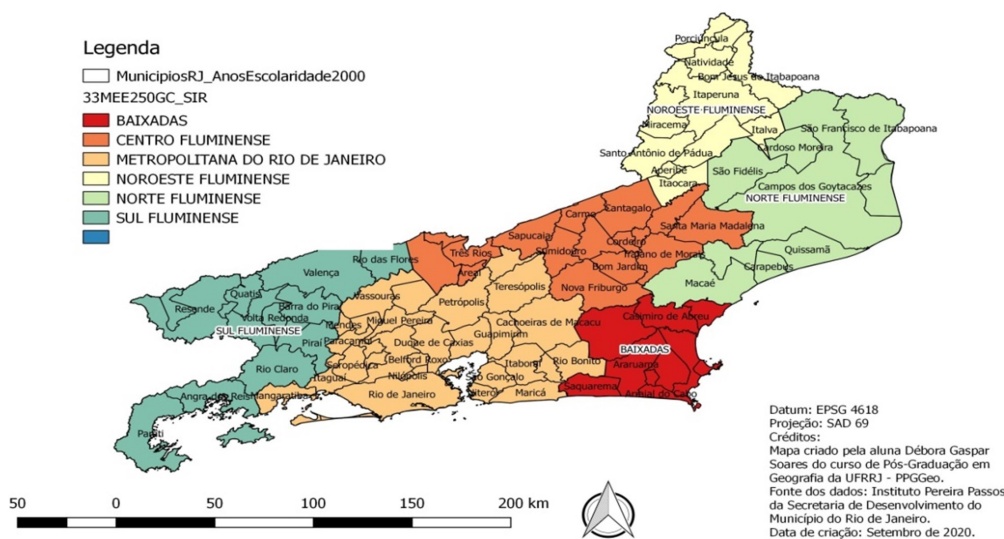 Legenda
MunicipiosRJ_AnosEscolaridade2000
33MEE250GC_SIR
BAIXADAS
CENTRO FLUMINENSE
METROPOLITANA DO RIO DE JANEIRO
NOROESTE FLUMINENSE
NORTE FLUMINENSE
SUL FLUMINENSE
Porciúncula
Natividade
Bom Jesus do Itabapoana
Itaperuna
NOROESTE FLUMINENSE
Miracema
Italva
São Francisco de Itabapoana
Cardoso Moreira
Santo Antônio de Pádua
Aperibé
São Fidélis
Itaocara
Campos dos Goytacazes
NORTE FLUMINENSE
Cantagalo
Carmo
Santa Maria Madalena
Sapucaia
Sumidouro
Cordeiro
Trajano de Morais
Três Rios
Quissamã
Rio das Flores
Areal
Bom Jardim
Carapebus
Valença
Teresópolis
Macaé
Nova Friburgo
Quatis
Vassouras
Petrópolis
Resende
Barra do Piraí
Casimiro de Abreu
Volta Redonda
Mendes
Miguel Pereira
Cachoeiras de Macacu
SUL FLUMINENSE
Guapimirim
Piraí
Paracambi
Duque de Caxias
BAIXADAS
Rio Claro
Seropédica
Belford Roxo
Itaboraí
Rio Bonito
Araruama
Itaguaí
Nilópolis
São Gonçalo
Saquarema
Angra dos Reis
Mangaratiba
Rio de Janeiro
Niterói
Maricá
Arraial do Cabo
Parati
Datum: EPSG 4618
Projeção: SAD 69
Créditos:
Mapa criado pela aluna Débora Gaspar
Soares do curso de Pós-Graduação em
Geografia da UFRRJ - PPGGeo.
Fonte dos dados: Instituto Pereira Passos
da Secretaria de Desenvolvimento do
Município do Rio de Janeiro.
Data de criação: Setembro de 2020.
50 0 50 100 150 200 km